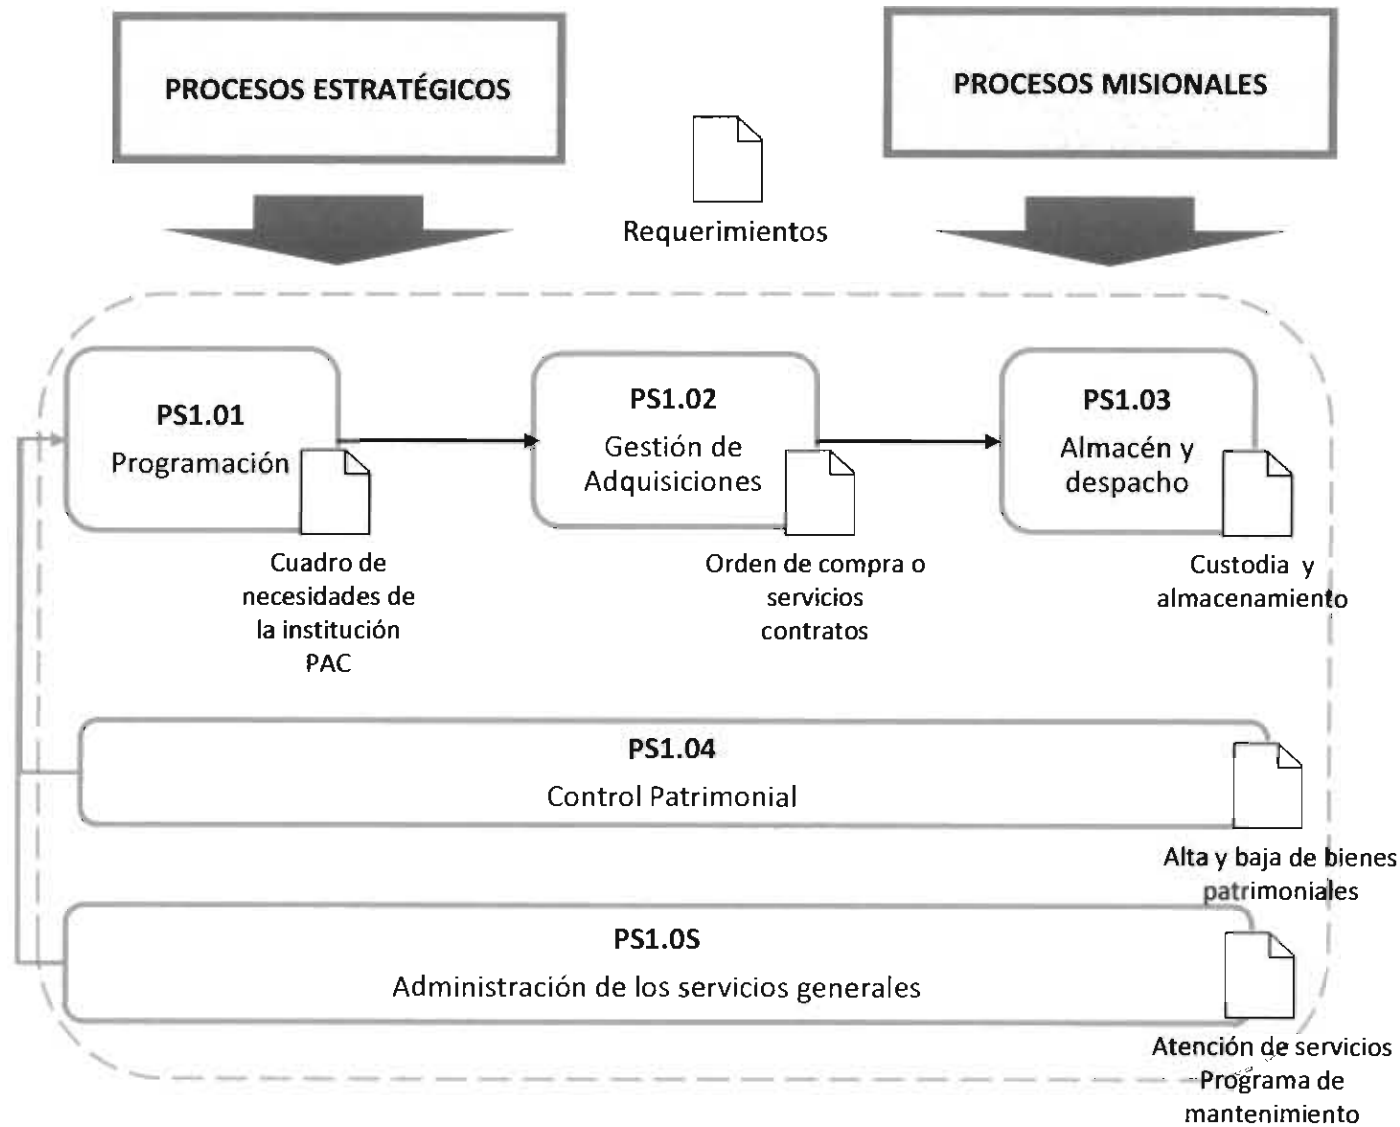 PROCESOS ESTRATÉGICOS
PROCESOS MISIONALES
Requerimientos
PS1.01
Programación
PS1.02
Gestión de
Adquisiciones
PS1.03
Almacén y
despacho
Cuadro de
necesidades de
la institución
PAC
Orden de compra o
servicios
contratos
Custodia y
almacenamiento
PS1.04
Control Patrimonial
Alta y baja de bienes
patrimoniales
PS1.0S
Administración de los servicios generales
Atención de servicios
Programa de
mantenimiento